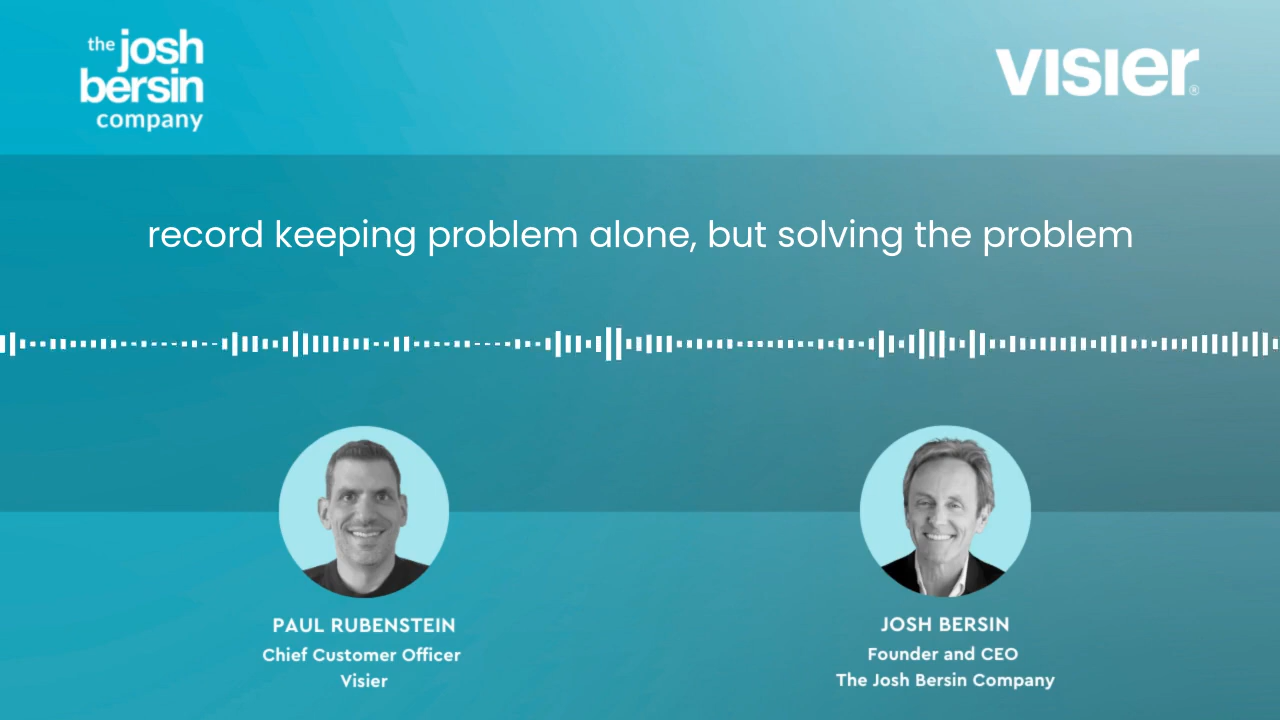 the josh
bersin
company
VISIER®
record keeping problem alone, but solving the problem
PAUL RUBENSTEIN
Chief Customer Officer
Visier
JOSH BERSIN
Founder and CEO
The Josh Bersin Company